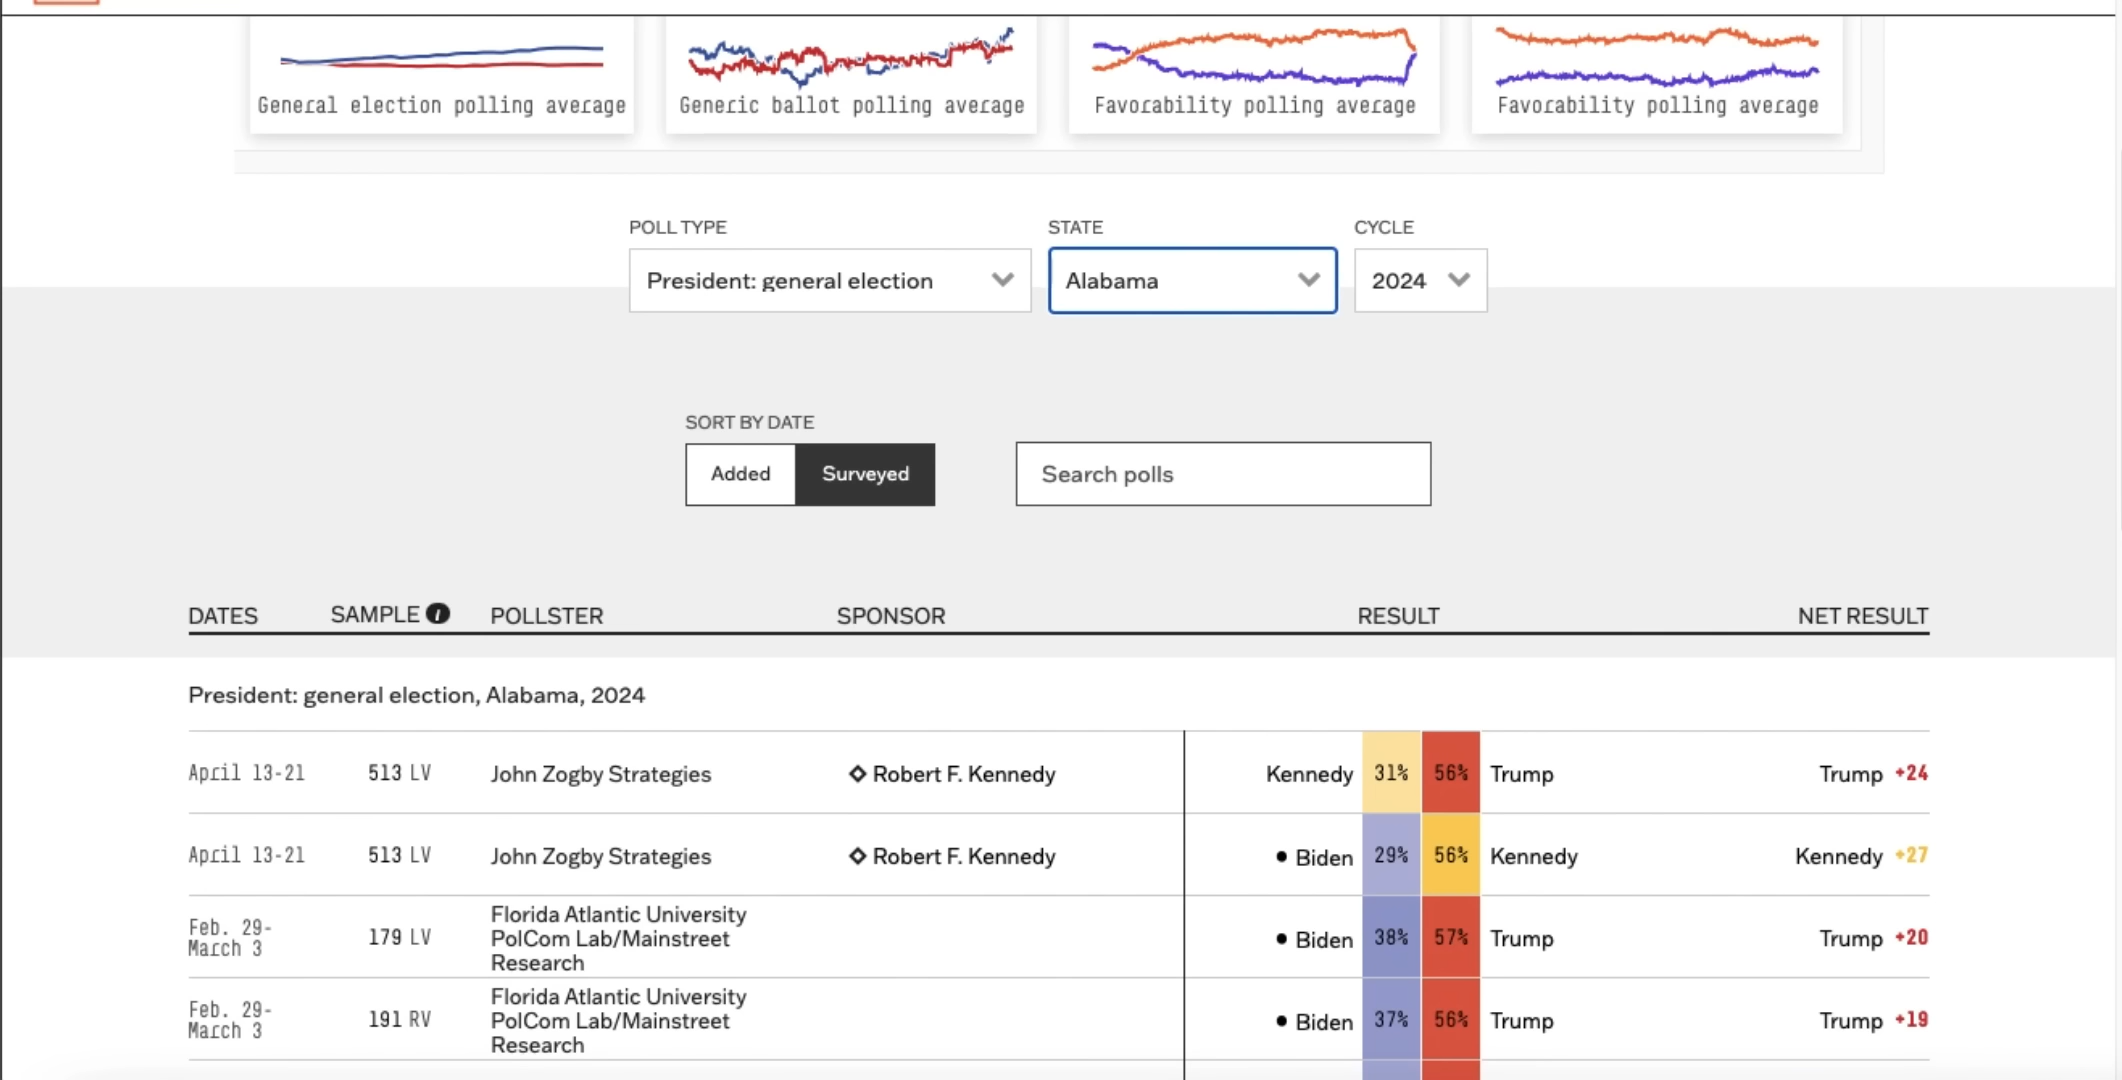 General election polling average
Generic ballot polling average
Favorability polling average
Favorability polling average
POLL TYPE
STATE
CYCLE
President: general election
Alabama
2024
SORT BY DATE
Added
Surveyed
Search polls
DATES SAMPLE i POLLSTER SPONSOR RESULT NET RESULT
President: general election, Alabama, 2024
April 13-21 513 LV John Zogby Strategies Robert F. Kennedy Kennedy 31% 56% Trump Trump +24
April 13-21 513 LV John Zogby Strategies Robert F. Kennedy Biden 29% 56% Kennedy Kennedy +27
Feb. 29-
March 3
179 LV
Florida Atlantic University
PolCom Lab/Mainstreet
Research
Biden 38% 57% Trump Trump +20
Feb. 29-
March 3
191 RV
Florida Atlantic University
PolCom Lab/Mainstreet
Research
Biden 37% 56% Trump Trump +19